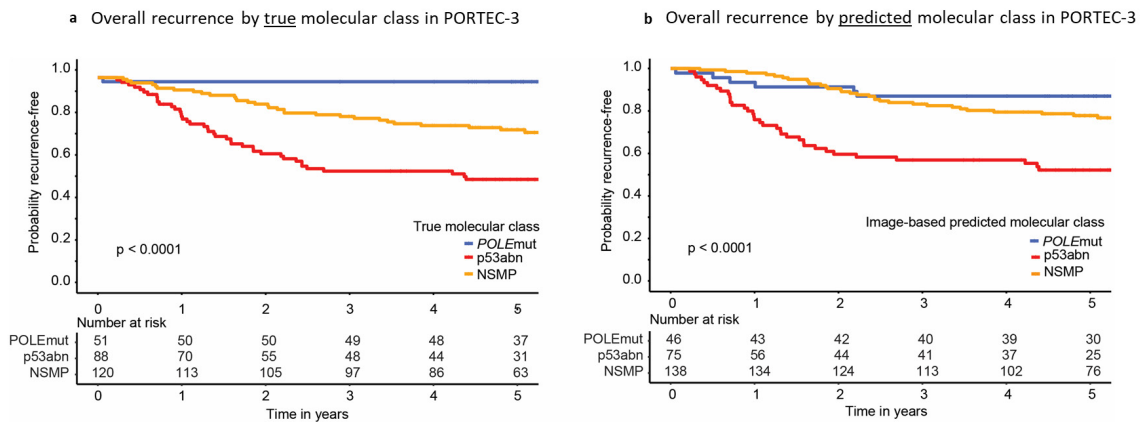 a Overall recurrence by true molecular class in PORTEC-3
Probability recurrence-free
1.0
0.8
0.6
0.4
0.2
0.0
p < 0.0001
True molecular class
POLEmut
p53abn
NSMP
0 1 2 3 4 5
Number at risk
POLEmut 51 50 50 49 48 37
p53abn 88 70 55 48 44 31
NSMP 120 113 105 97 86 63
0 1 2 3 4 5
Time in years
b Overall recurrence by predicted molecular class in PORTEC-3
Probability recurrence-free
1.0
0.8
0.6
0.4
0.2
0.0
p < 0.0001
Image-based predicted molecular class
POLEmut
p53abn
NSMP
0 1 2 3 4 5
Number at risk
POLEmut 46 43 42 40 39 30
p53abn 75 56 44 41 37 25
NSMP 138 134 124 113 102 76
0 1 2 3 4 5
Time in years